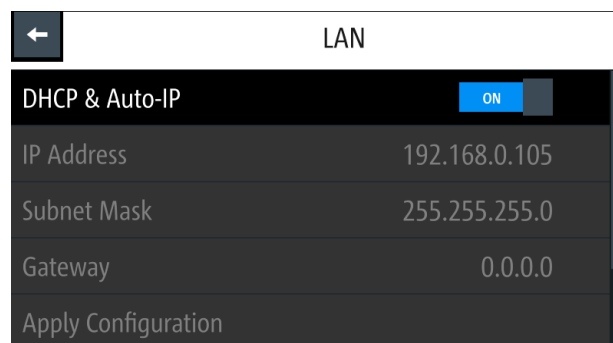 LAN
DHCP & Auto-IP ON
IP Address 192.168.0.105
Subnet Mask 255.255.255.0
Gateway 0.0.0.0
Apply Configuration